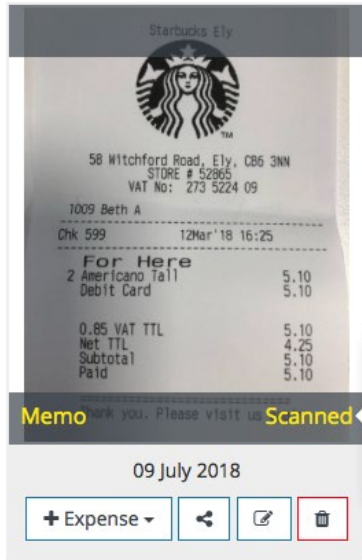 Starbucks Ely
TM
58 Witchford Road, Ely, CB6 3NN
STORE # 52865
VAT No: 273 5224 09
1009 Beth A
Chk 599 12Mar'18 16:25
For Here
2 Americano Tall 5.10
Debit Card 5.10
0.85 VAT TTL 5.10
Net TTL 4.25
Subtotal 5.10
Paid 5.10
Thank you. Please visit us
Memo Scanned
09 July 2018
+ Expense